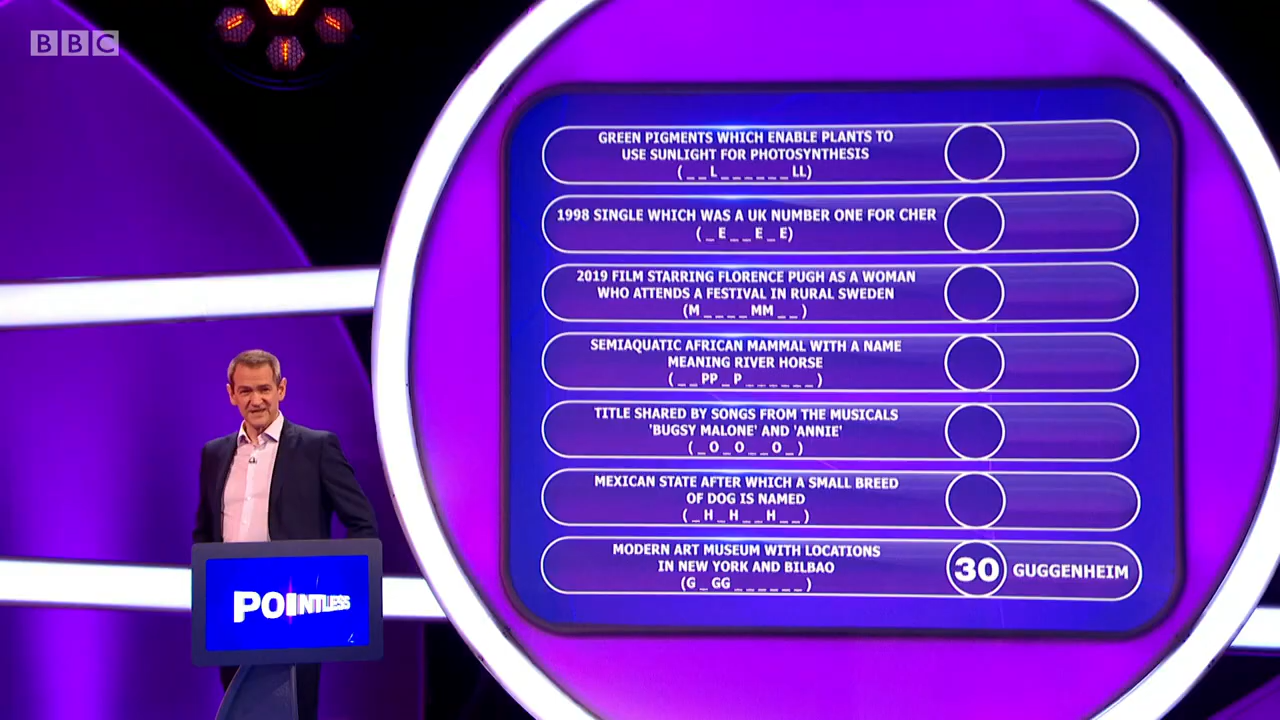 BBC
GREEN PIGMENTS WHICH ENABLE PLANTS TO
USE SUNLIGHT FOR PHOTOSYNTHESIS
(_ _ L _ _ _ _ _ _ LL)
1998 SINGLE WHICH WAS A UK NUMBER ONE FOR CHER
( _ E _ _ E _ E)
2019 FILM STARRING FLORENCE PUGH AS A WOMAN
WHO ATTENDS A FESTIVAL IN RURAL SWEDEN
(M _ _ _ _ MM _ _ )
SEMIAQUATIC AFRICAN MAMMAL WITH A NAME
MEANING RIVER HORSE
( _ _ PP _ P _ _ _ _ _ _ )
TITLE SHARED BY SONGS FROM THE MUSICALS
'BUGSY MALONE' AND 'ANNIE'
( _ O _ O _ _ O _ )
MEXICAN STATE AFTER WHICH A SMALL BREED
OF DOG IS NAMED
( _ H _ H _ _ H _ _ )
MODERN ART MUSEUM WITH LOCATIONS
IN NEW YORK AND BILBAO
(G _ GG _ _ _ _ _ _ )
30 GUGGENHEIM
POINTLESS